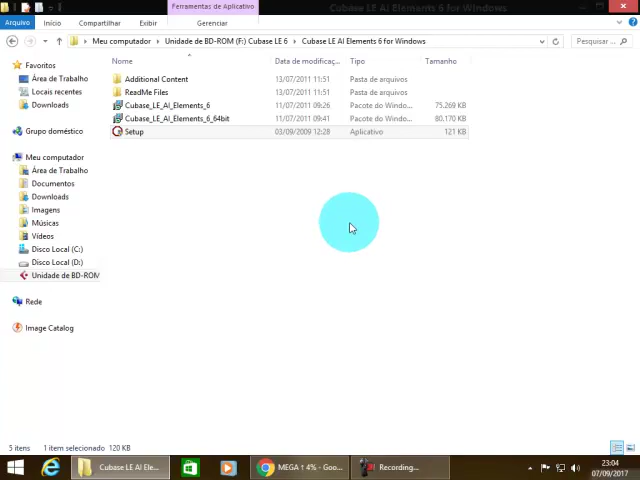 Ferramentas de Aplicativo
Cubase LE AI Elements 6 for Windows
Arquivo Início Compartilhar Exibir Gerenciar
Meu computador Unidade de BD-ROM (F:) Cubase LE 6 Cubase LE AI Elements 6 for Windows
Pesquisar ...
Nome Data de modificaç... Tipo Tamanho
Additional Content 13/07/2011 11:51 Pasta de arquivos
ReadMe Files 13/07/2011 11:51 Pasta de arquivos
Cubase_LE_AI_Elements_6 11/07/2011 09:26 Pacote do Windo... 75.269 KB
Cubase_LE_AI_Elements_6_64bit 11/07/2011 09:41 Pacote do Windo... 80.170 KB
Setup 03/09/2009 12:28 Aplicativo 121 KB
Favoritos
Área de Trabalho
Locais recentes
Downloads
Grupo doméstico
Meu computador
Área de Trabalho
Documentos
Downloads
Imagens
Músicas
Vídeos
Disco Local (C:)
Disco Local (D:)
Unidade de BD-ROM
Rede
Image Catalog
5 itens 1 item selecionado 120 KB
Cubase LE AI Ele...
MEGA ↑ 4% - Goo...
Recording...
23:04
07/09/2017